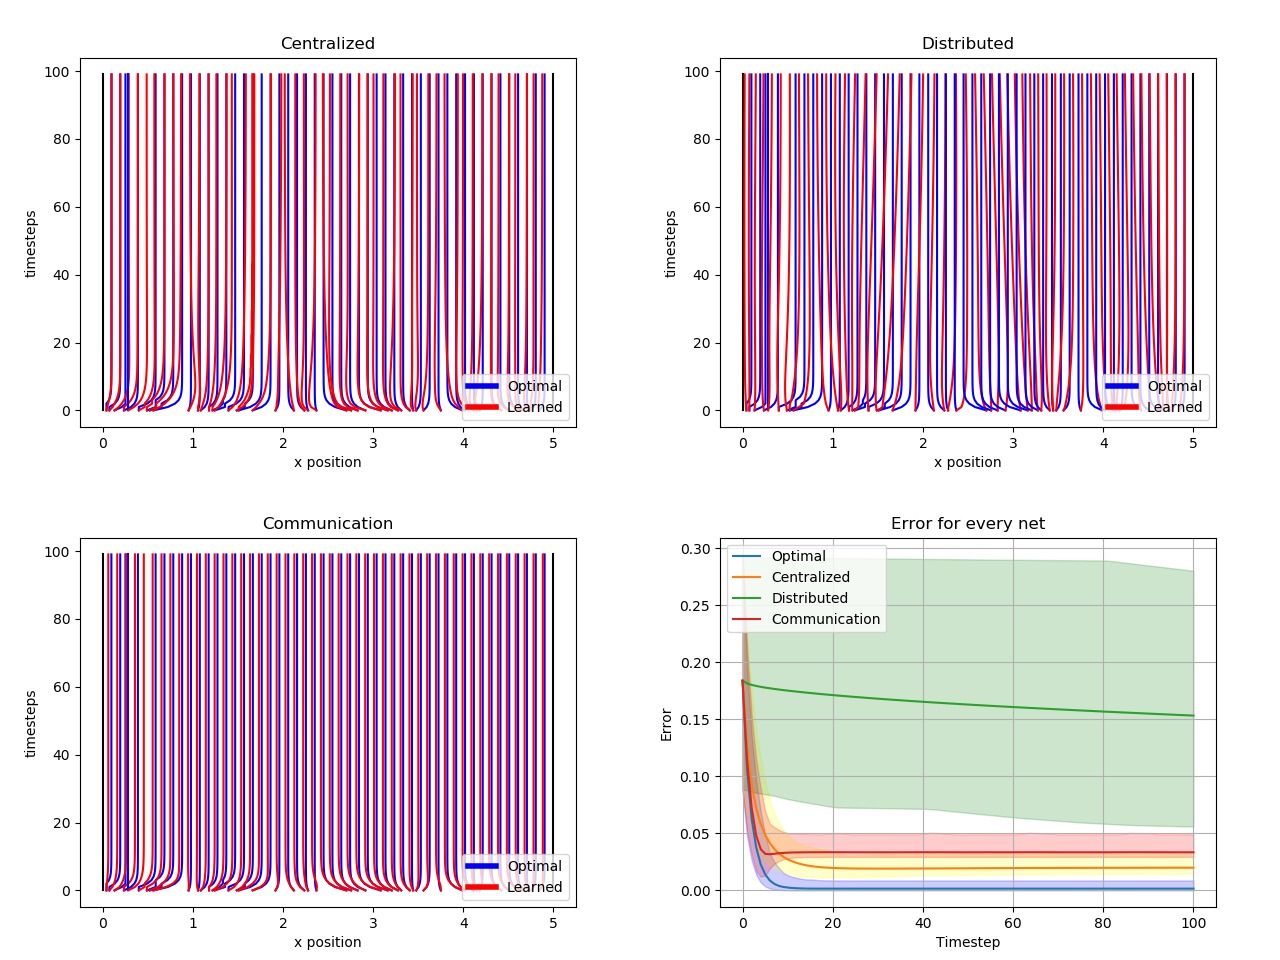 Centralized
100
80
60
40
20
0
timesteps
Optimal
Learned
0 1 2 3 4 5
x position
Distributed
100
80
60
40
20
0
timesteps
Optimal
Learned
0 1 2 3 4 5
x position
Communication
100
80
60
40
20
0
timesteps
Optimal
Learned
0 1 2 3 4 5
x position
Error for every net
0.30
0.25
0.20
0.15
0.10
0.05
0.00
Error
Optimal
Centralized
Distributed
Communication
0 20 40 60 80 100
Timestep